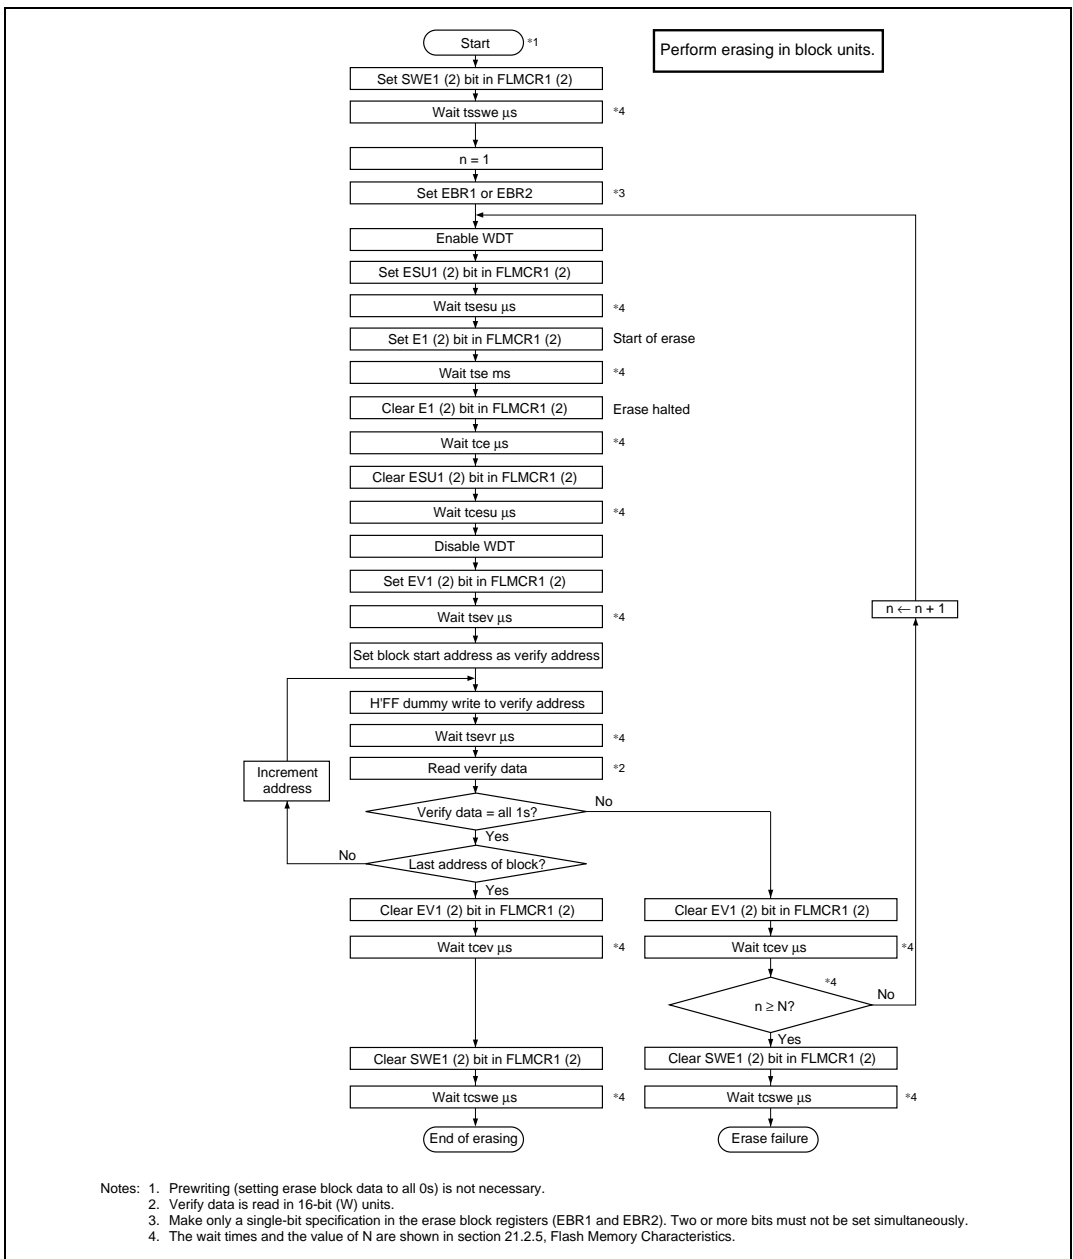 Start *1
Perform erasing in block units.
Set SWE1 (2) bit in FLMCR1 (2)
Wait tsswe μs *4
n = 1
Set EBR1 or EBR2 *3
Enable WDT
Set ESU1 (2) bit in FLMCR1 (2)
Wait tsesu μs *4
Set E1 (2) bit in FLMCR1 (2) Start of erase
Wait tse ms *4
Clear E1 (2) bit in FLMCR1 (2) Erase halted
Wait tce μs *4
Clear ESU1 (2) bit in FLMCR1 (2)
Wait tcesu μs *4
Disable WDT
Set EV1 (2) bit in FLMCR1 (2)
Wait tsev μs *4
n ← n + 1
Set block start address as verify address
H'FF dummy write to verify address
Wait tsevr μs *4
Read verify data *2
Increment
address
Verify data = all 1s? No
Yes
No Last address of block?
Yes
Clear EV1 (2) bit in FLMCR1 (2) Clear EV1 (2) bit in FLMCR1 (2)
Wait tcev μs *4 Wait tcev μs *4
*4
n ≥ N? No
Yes
Clear SWE1 (2) bit in FLMCR1 (2) Clear SWE1 (2) bit in FLMCR1 (2)
Wait tcswe μs *4 Wait tcswe μs *4
End of erasing Erase failure
Notes: 1. Prewriting (setting erase block data to all 0s) is not necessary.
2. Verify data is read in 16-bit (W) units.
3. Make only a single-bit specification in the erase block registers (EBR1 and EBR2). Two or more bits must not be set simultaneously.
4. The wait times and the value of N are shown in section 21.2.5, Flash Memory Characteristics.